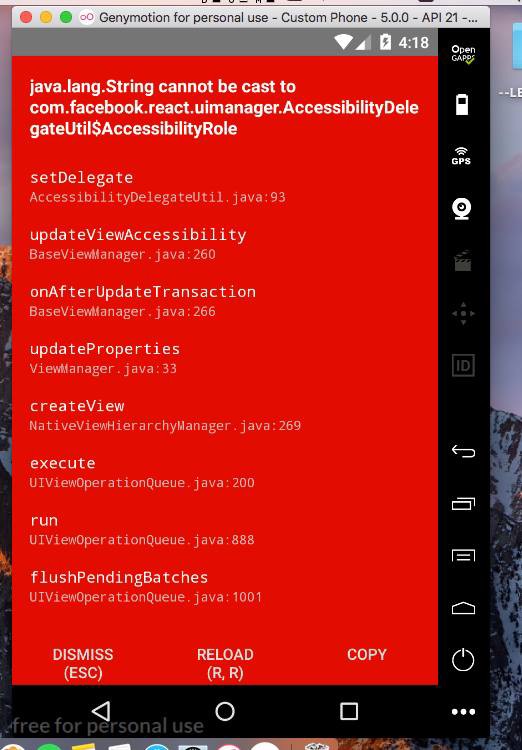 Genymotion for personal use - Custom Phone - 5.0.0 - API 21 -...
4:18
Open
GAPPS
java.lang.String cannot be cast to
com.facebook.react.uimanager.AccessibilityDele
gateUtil$AccessibilityRole
GPS
setDelegate
AccessibilityDelegateUtil.java:93
updateViewAccessibility
BaseViewManager.java:260
onAfterUpdateTransaction
BaseViewManager.java:266
updateProperties
ViewManager.java:33
ID
createView
NativeViewHierarchyManager.java:269
execute
UIViewOperationQueue.java:200
run
UIViewOperationQueue.java:888
flushPendingBatches
UIViewOperationQueue.java:1001
DISMISS
(ESC)
RELOAD
(R, R)
COPY
free for personal use